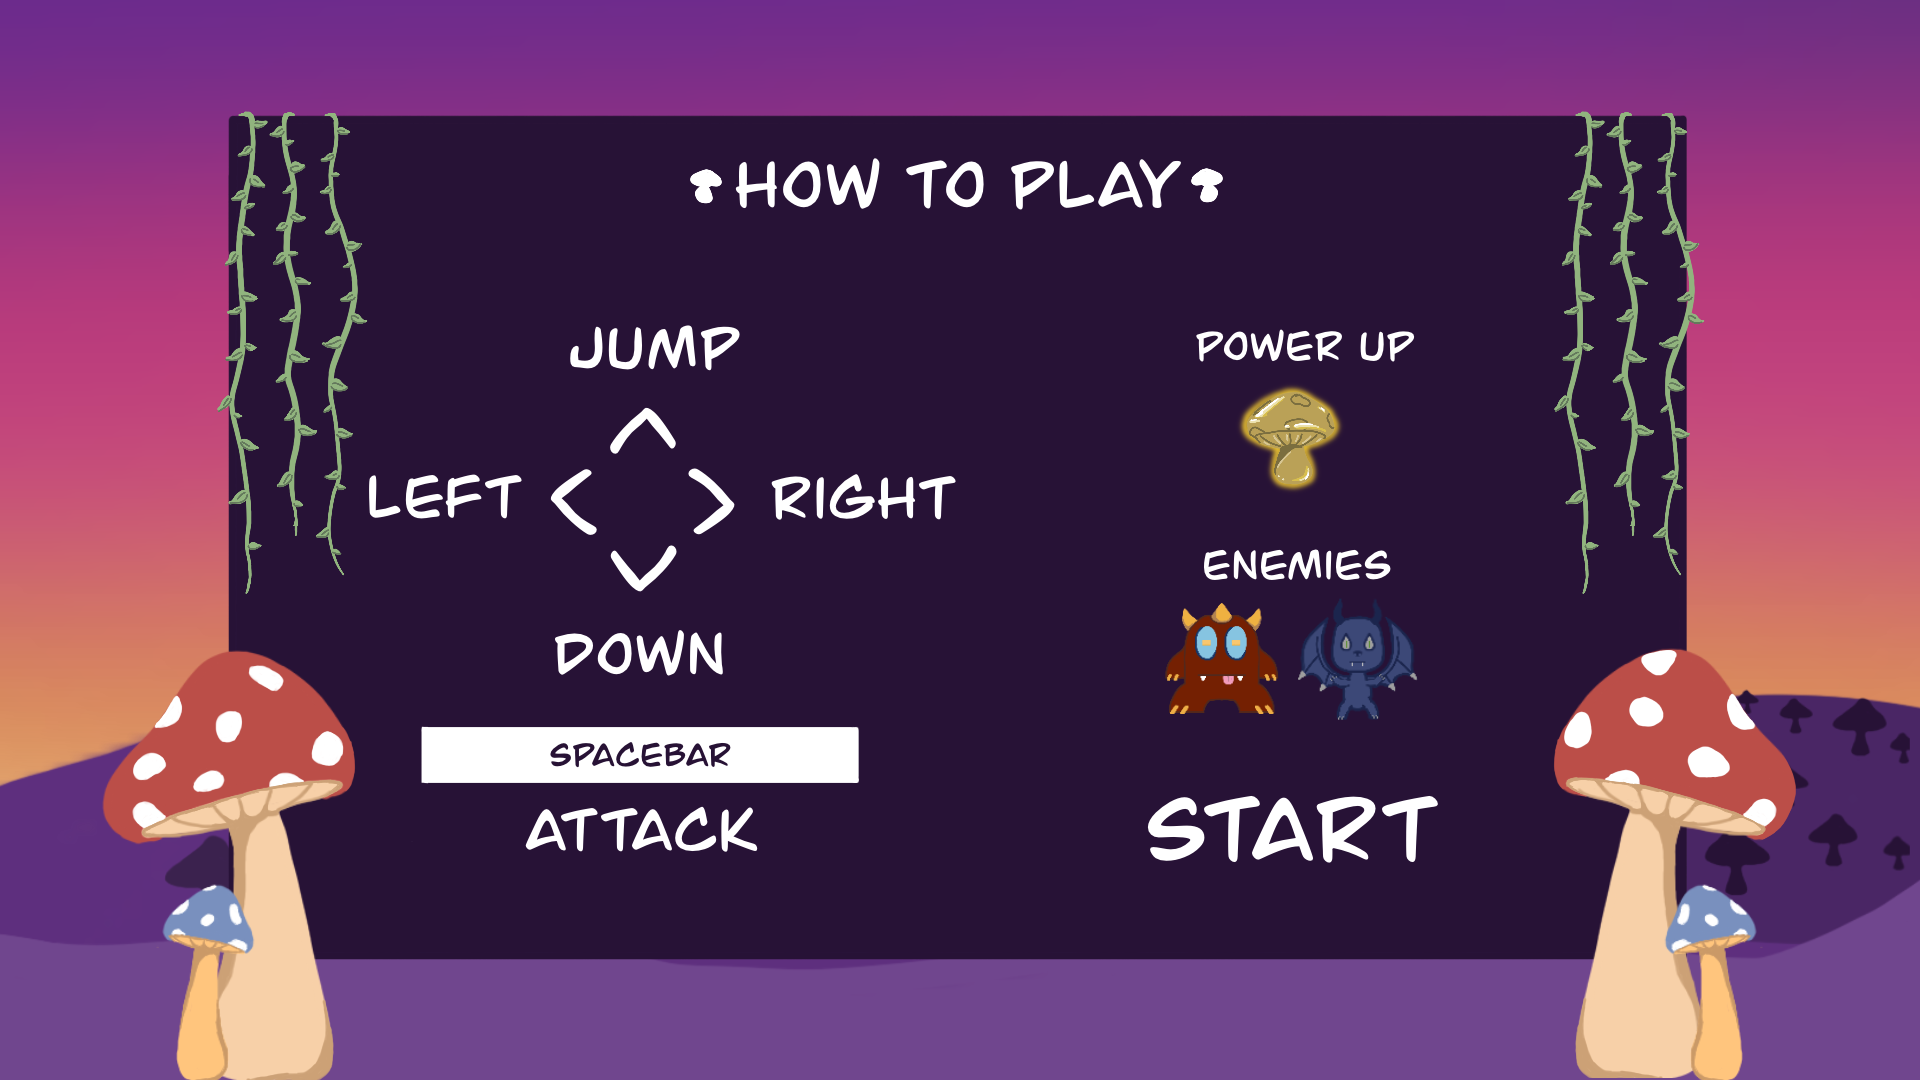 HOW TO PLAY
JUMP
LEFT
RIGHT
DOWN
SPACEBAR
ATTACK
POWER UP
ENEMIES
START